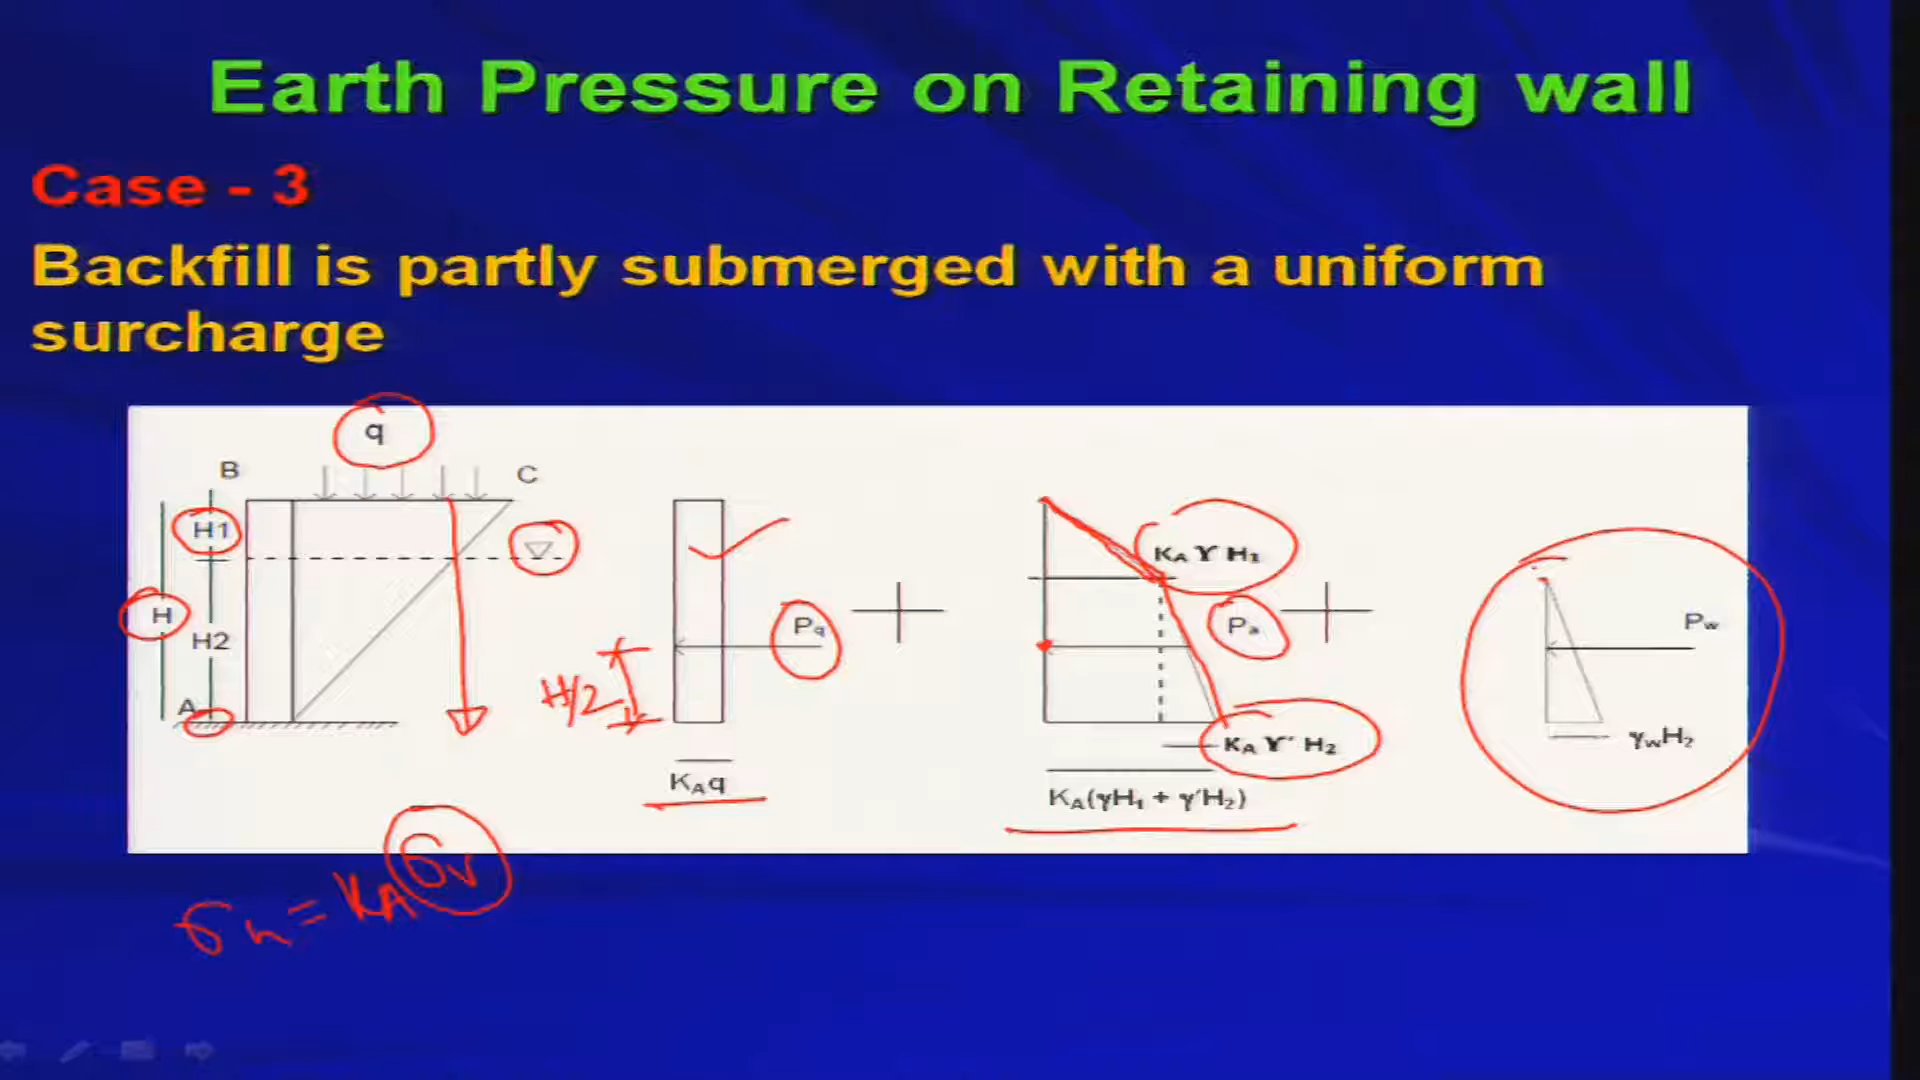 Earth Pressure on Retaining wall
Case - 3
Backfill is partly submerged with a uniform
surcharge
q
B
C
H1
H
H2
A
H/2
Pq
KAq
KA ϒ H1
Pa
KA ϒ' H2
KA(γH1 + γ'H2)
Pw
γwH2
σh = KA σv